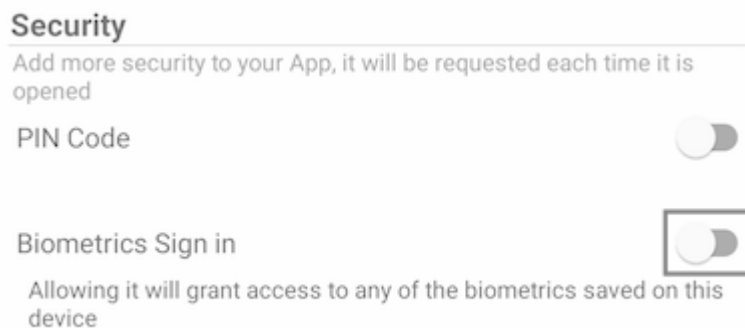 Security
Add more security to your App, it will be requested each time it is
opened
PIN Code
Biometrics Sign in
Allowing it will grant access to any of the biometrics saved on this
device